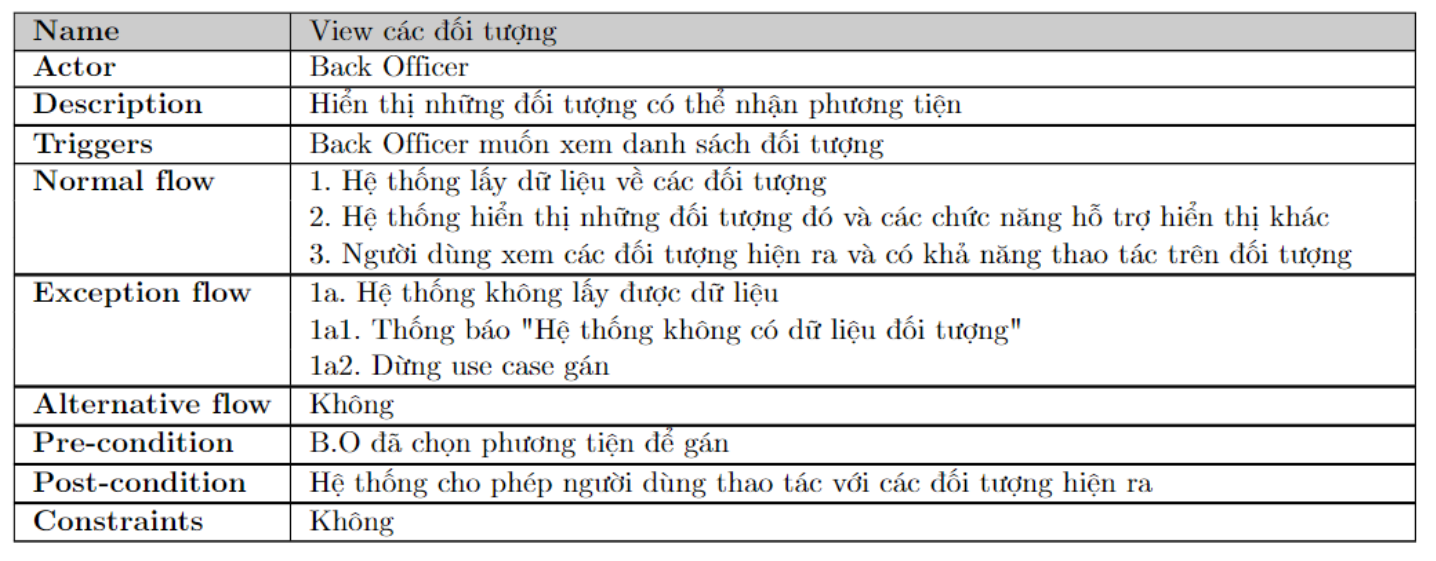 Name View các đối tượng
Actor Back Officer
Description Hiển thị những đối tượng có thể nhận phương tiện
Triggers Back Officer muốn xem danh sách đối tượng
Normal flow 1. Hệ thống lấy dữ liệu về các đối tượng
2. Hệ thống hiển thị những đối tượng đó và các chức năng hỗ trợ hiển thị khác
3. Người dùng xem các đối tượng hiện ra và có khả năng thao tác trên đối tượng
Exception flow 1a. Hệ thống không lấy được dữ liệu
1a1. Thống báo "Hệ thống không có dữ liệu đối tượng"
1a2. Dừng use case gán
Alternative flow Không
Pre-condition B.O đã chọn phương tiện để gán
Post-condition Hệ thống cho phép người dùng thao tác với các đối tượng hiện ra
Constraints Không